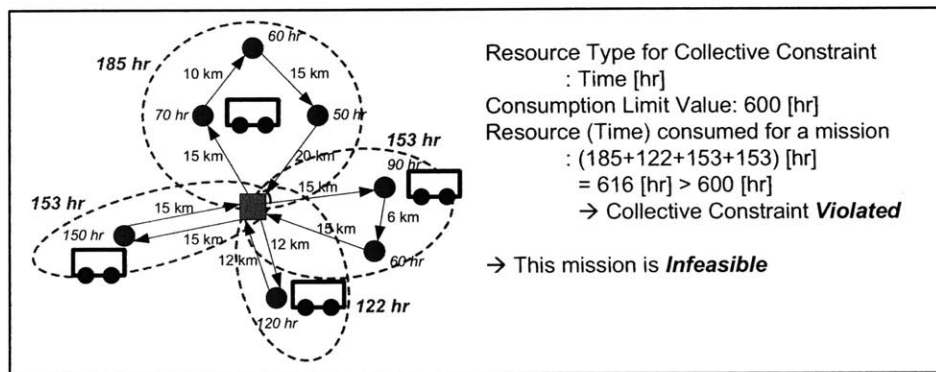 60 hr
185 hr
10 km
15 km
70 hr
50 hr
15 km
20 km
153 hr
90 hr
153 hr
15 km
15 km
6 km
150 hr
15 km
15 km
12 km
12 km
60 hr
120 hr
122 hr
Resource Type for Collective Constraint
: Time [hr]
Consumption Limit Value: 600 [hr]
Resource (Time) consumed for a mission
: (185+122+153+153) [hr]
= 616 [hr] > 600 [hr]
→ Collective Constraint Violated
→ This mission is Infeasible